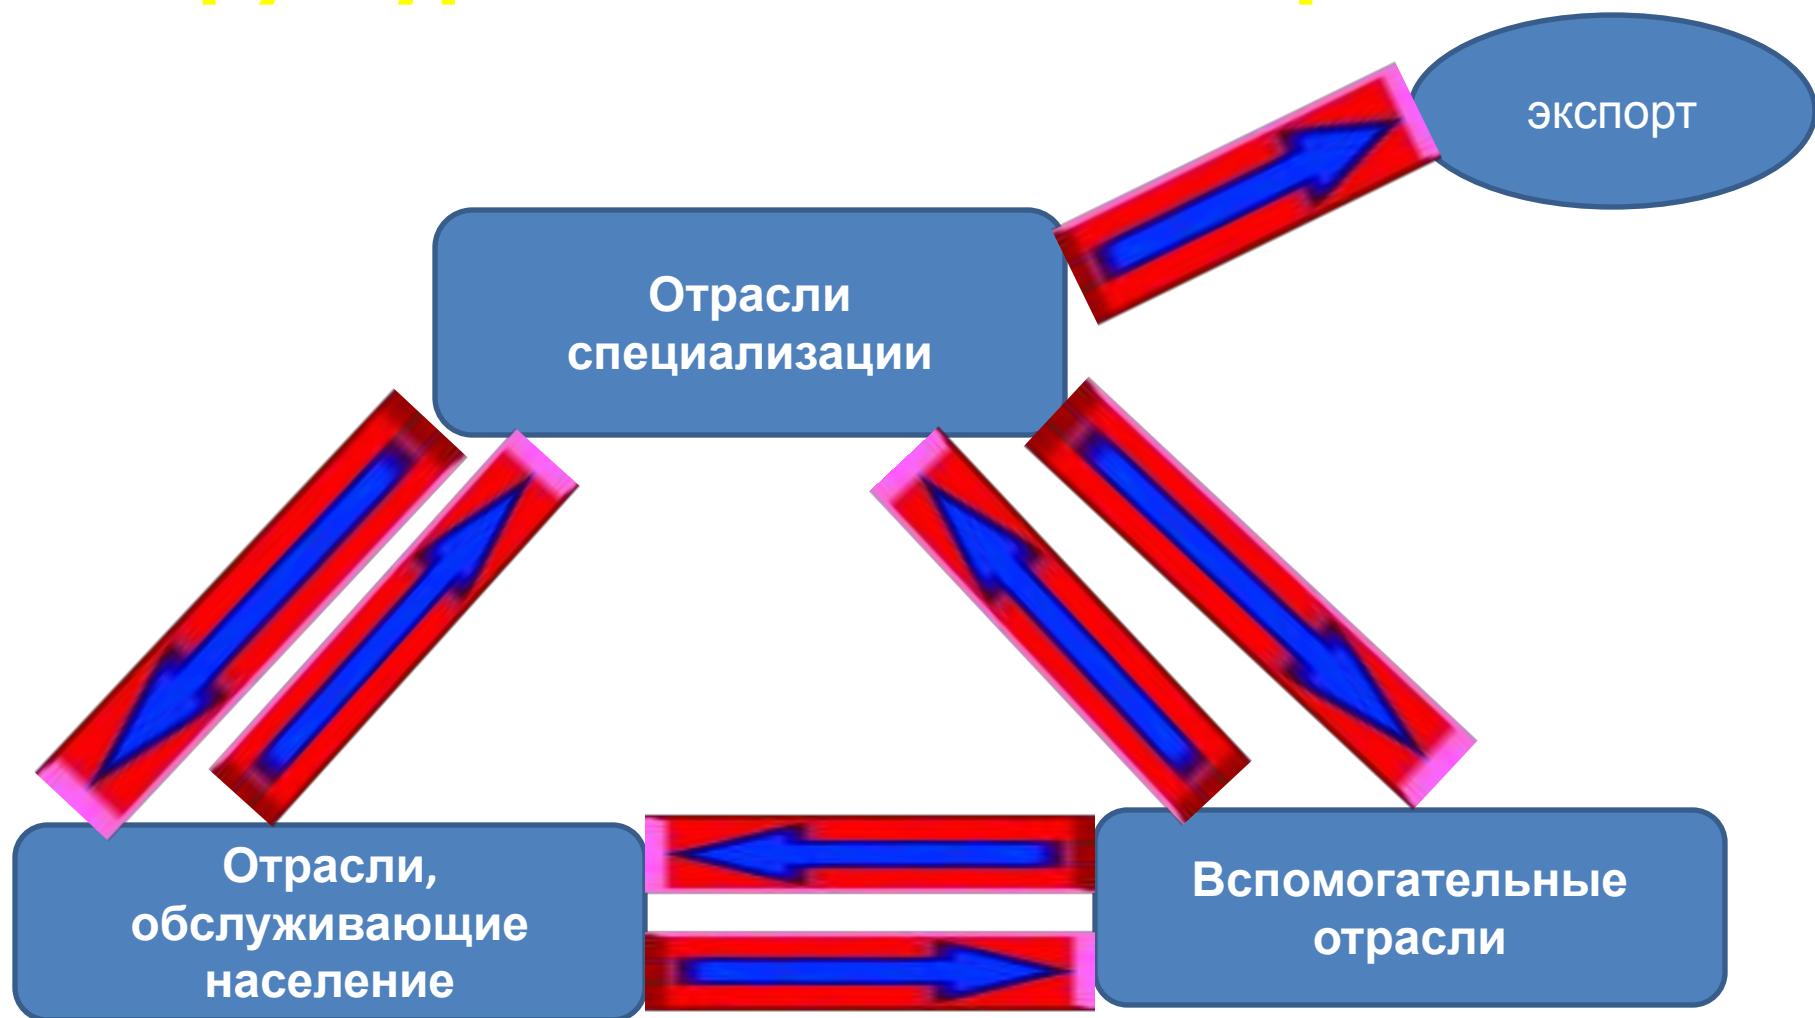 экспорт
Отрасли
специализации
Отрасли,
обслуживающие
население
Вспомогательные
отрасли